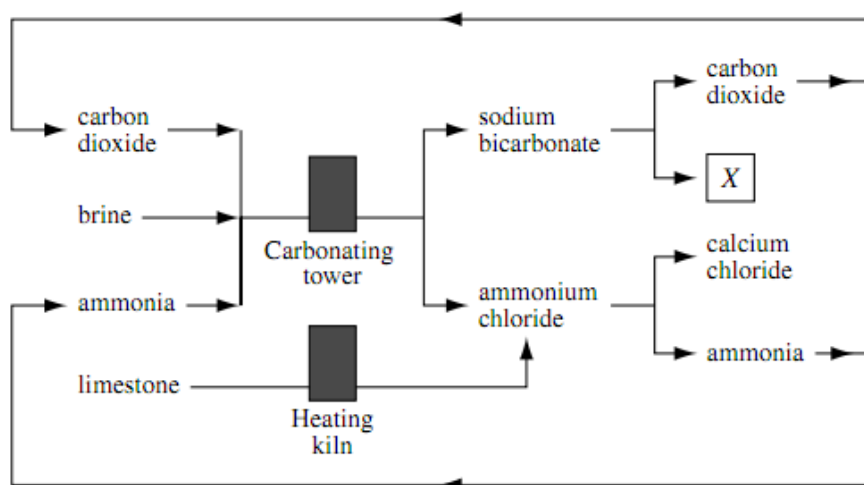 carbon
dioxide
brine
ammonia
limestone
Carbonating
tower
Heating
kiln
sodium
bicarbonate
ammonium
chloride
carbon
dioxide
X
calcium
chloride
ammonia